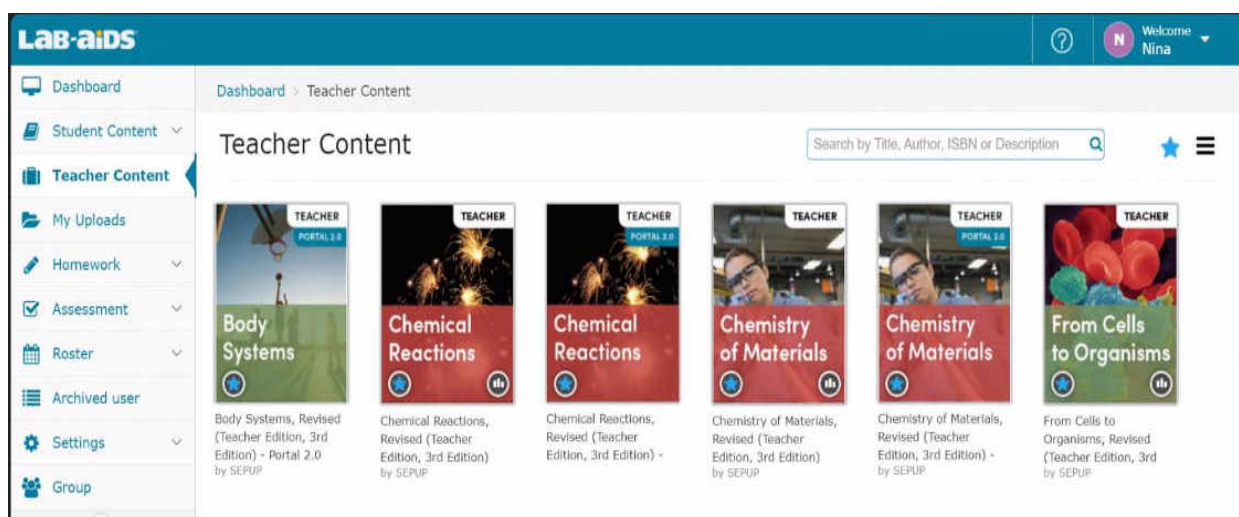 LaB-aiDS
N
Welcome
Nina
Dashboard
Student Content
Teacher Content
My Uploads
Homework
Assessment
Roster
Archived user
Settings
Group
Dashboard > Teacher Content
Teacher Content
Search by Title, Author, ISBN or Description
TEACHER
PORTAL 2.0
Body
Systems
Body Systems, Revised
(Teacher Edition, 3rd
Edition) - Portal 2.0
by SEPUP
TEACHER
Chemical
Reactions
Chemical Reactions,
Revised (Teacher
Edition, 3rd Edition)
by SEPUP
TEACHER
PORTAL 2.0
Chemical
Reactions
Chemical Reactions,
Revised (Teacher
Edition, 3rd Edition) -
TEACHER
Chemistry
of Materials
Chemistry of Materials,
Revised (Teacher
Edition, 3rd Edition)
by SEPUP
TEACHER
PORTAL 2.0
Chemistry
of Materials
Chemistry of Materials,
Revised (Teacher
Edition, 3rd Edition) -
by SEPUP
TEACHER
From Cells
to Organisms
From Cells to
Organisms, Revised
(Teacher Edition, 3rd
by SEPUP